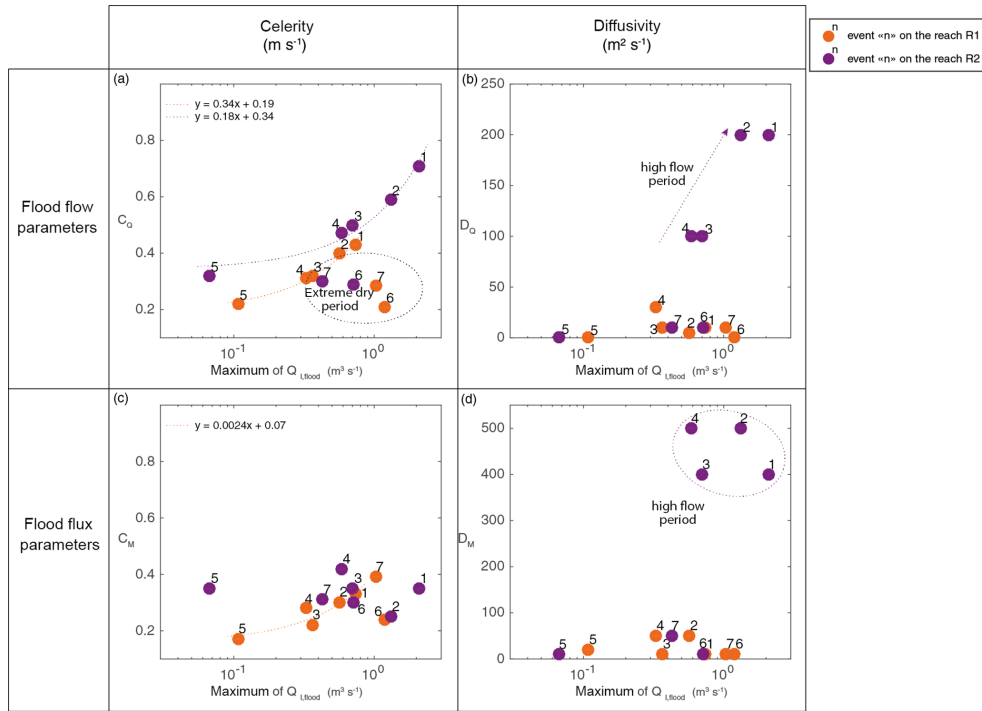 Celerity
(m s⁻¹)
Diffusivity
(m² s⁻¹)
n
event «n» on the reach R1
n
event «n» on the reach R2
Flood flow
parameters
(a)
y = 0.34x + 0.19
y = 0.18x + 0.34
0.8
0.6
0.4
0.2
C_Q
1
2
3
4
1
2
5
4
3
7
6
7
5
6
Extreme dry
period
10⁻¹
10⁰
Maximum of Q I,flood (m³ s⁻¹)
(b)
250
200
150
100
50
0
D_Q
2
1
high flow
period
4
3
4
5
5
3
7
2
6
1
7
6
10⁻¹
10⁰
Maximum of Q I,flood (m³ s⁻¹)
Flood flux
parameters
(c)
y = 0.0024x + 0.07
0.8
0.6
0.4
0.2
C_M
5
4
7
3
1
1
4
7
2
3
6
6
2
5
10⁻¹
10⁰
Maximum of Q I,flood (m³ s⁻¹)
(d)
500
400
300
200
100
50
0
D_M
4
2
3
1
high flow
period
5
5
4
7
2
3
6
1
7
6
10⁻¹
10⁰
Maximum of Q I,flood (m³ s⁻¹)